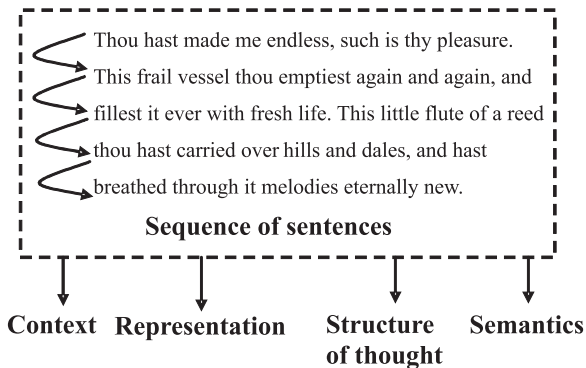 Thou hast made me endless, such is thy pleasure.
This frail vessel thou emptiest again and again, and
fillest it ever with fresh life. This little flute of a reed
thou hast carried over hills and dales, and hast
breathed through it melodies eternally new.
Sequence of sentences
Context Representation Structure Semantics
of thought